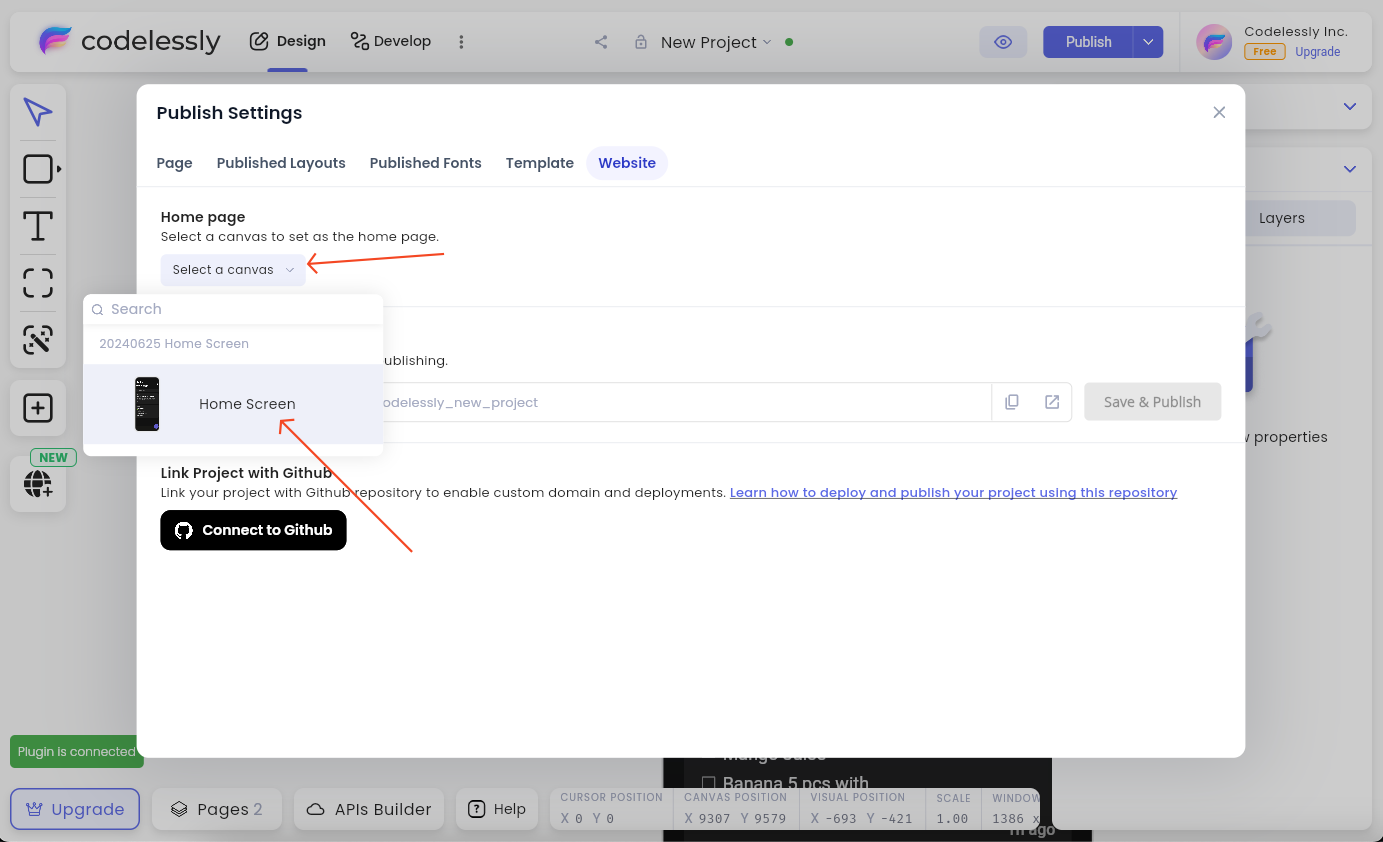 codelessly
Design
Develop
New Project
Publish
Codelessly Inc.
Free
Upgrade
Publish Settings
Page
Published Layouts
Published Fonts
Template
Website
Home page
Select a canvas to set as the home page.
Select a canvas
Layers
Search
20240625 Home Screen
Home Screen
ublishing.
odelessly_new_project
Save & Publish
properties
NEW
Link Project with Github
Link your project with Github repository to enable custom domain and deployments. Learn how to deploy and publish your project using this repository
Connect to Github
Plugin is connected
Banana 5 pcs with
Upgrade
Pages 2
APIs Builder
Help
CURSOR POSITION
X 0 Y 0
CANVAS POSITION
X 9307 Y 9579
VISUAL POSITION
X -693 Y -421
SCALE
1.00
WINDOW
1386 x
ago